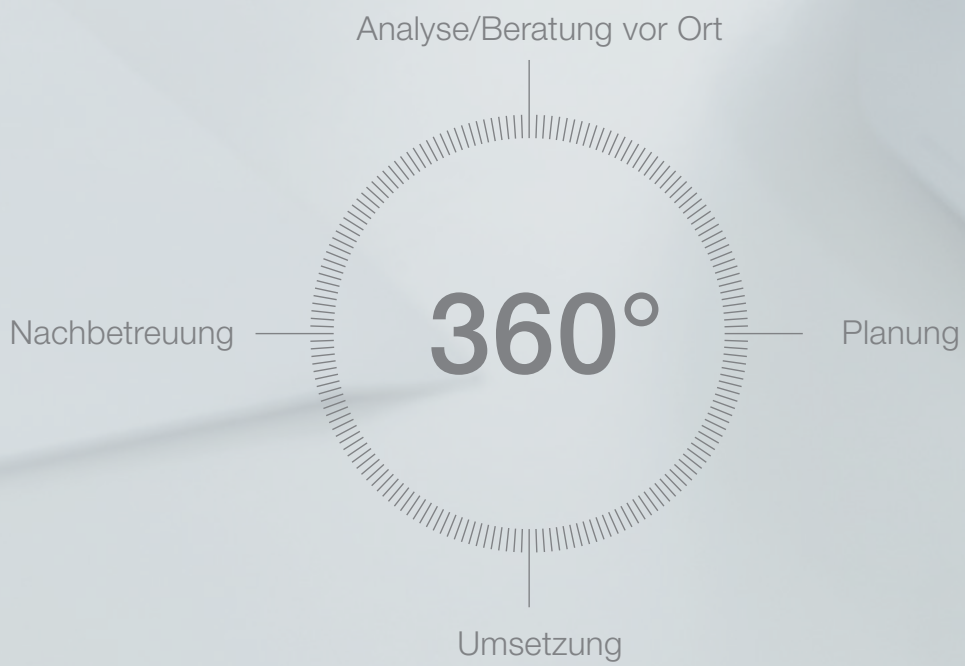 Analyse/Beratung vor Ort
Nachbetreuung
360°
Planung
Umsetzung